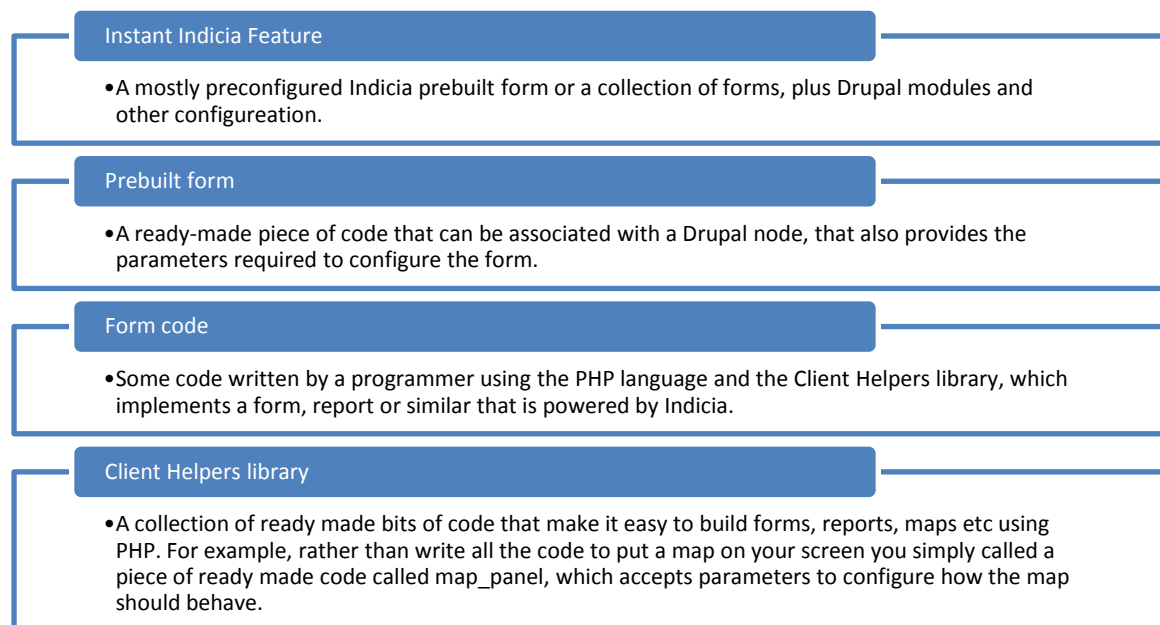 Instant Indicia Feature
•A mostly preconfigured Indicia prebuilt form or a collection of forms, plus Drupal modules and
other configureation.
Prebuilt form
•A ready-made piece of code that can be associated with a Drupal node, that also provides the
parameters required to configure the form.
Form code
•Some code written by a programmer using the PHP language and the Client Helpers library, which
implements a form, report or similar that is powered by Indicia.
Client Helpers library
•A collection of ready made bits of code that make it easy to build forms, reports, maps etc using
PHP. For example, rather than write all the code to put a map on your screen you simply called a
piece of ready made code called map_panel, which accepts parameters to configure how the map
should behave.